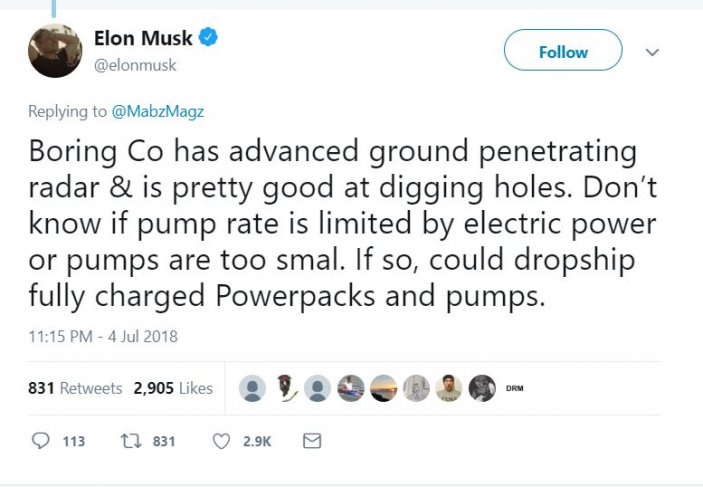 Elon Musk
@elonmusk
Follow
Replying to @MabzMagz
Boring Co has advanced ground penetrating
radar & is pretty good at digging holes. Don't
know if pump rate is limited by electric power
or pumps are too smal. If so, could dropship
fully charged Powerpacks and pumps.
11:15 PM - 4 Jul 2018
831 Retweets 2,905 Likes
DRM
113 831 2.9K